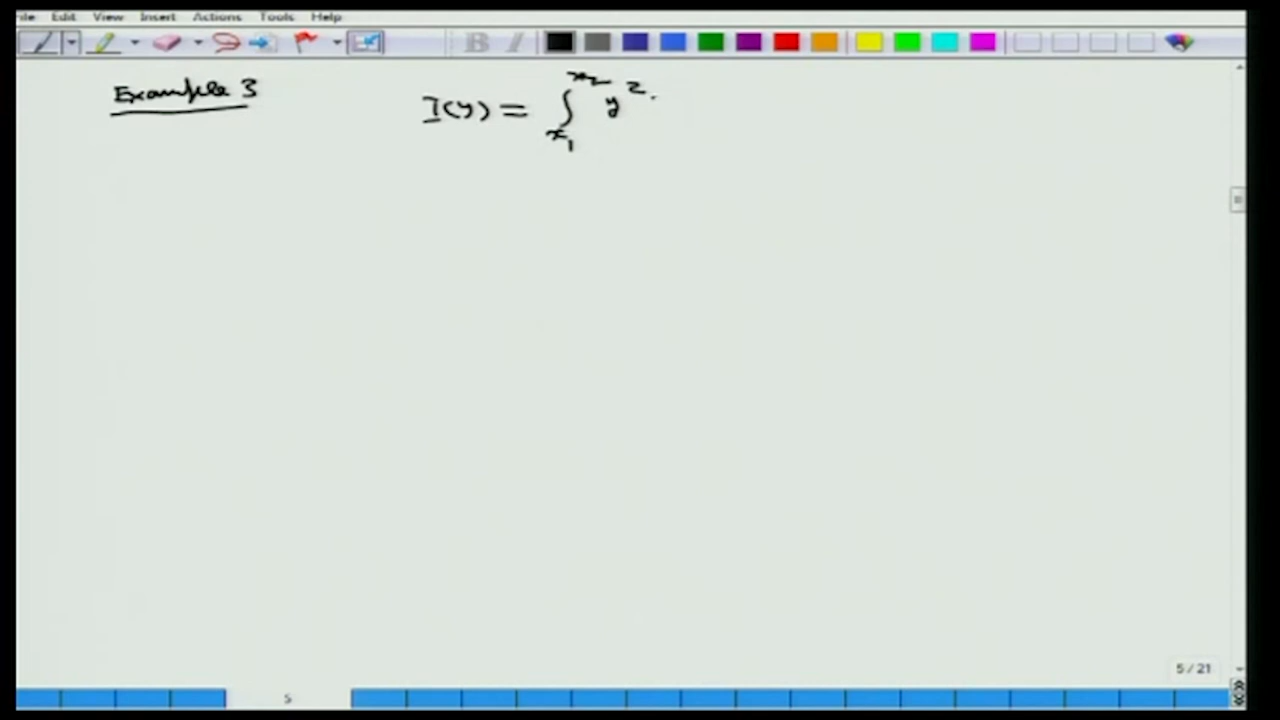 File Edit View Insert Actions Tools Help
B I
Example 3 I(y) = ∫_{x_1}^{x_2} y^2.
5 / 21
5